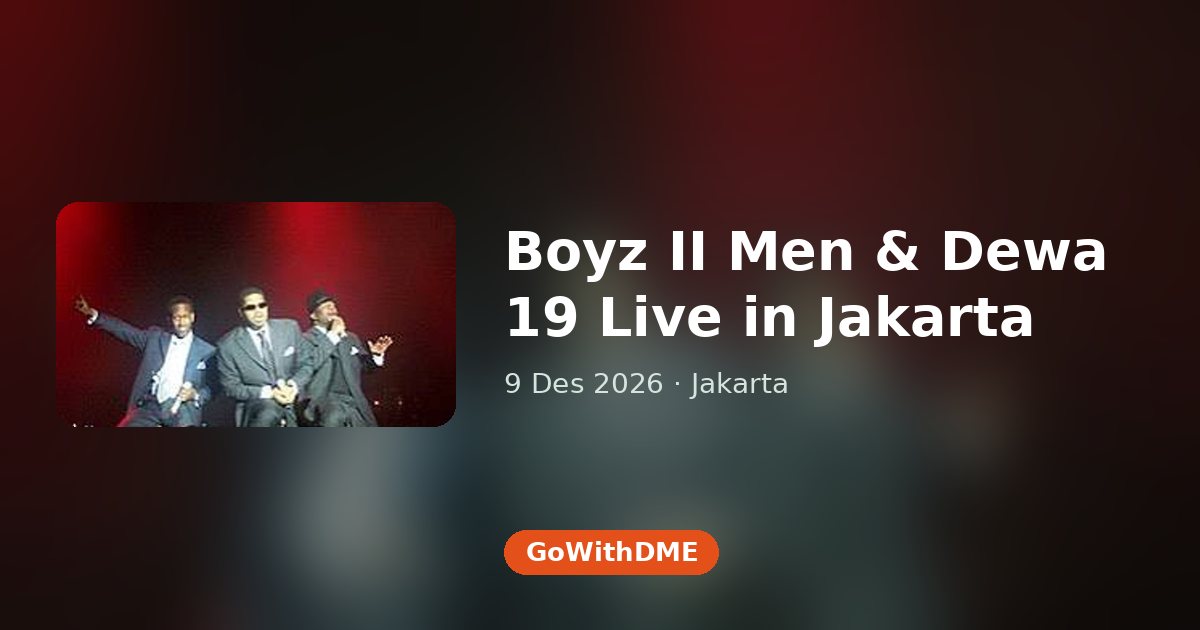 Boyz II Men & Dewa
19 Live in Jakarta
9 Des 2026 · Jakarta
GoWithDME